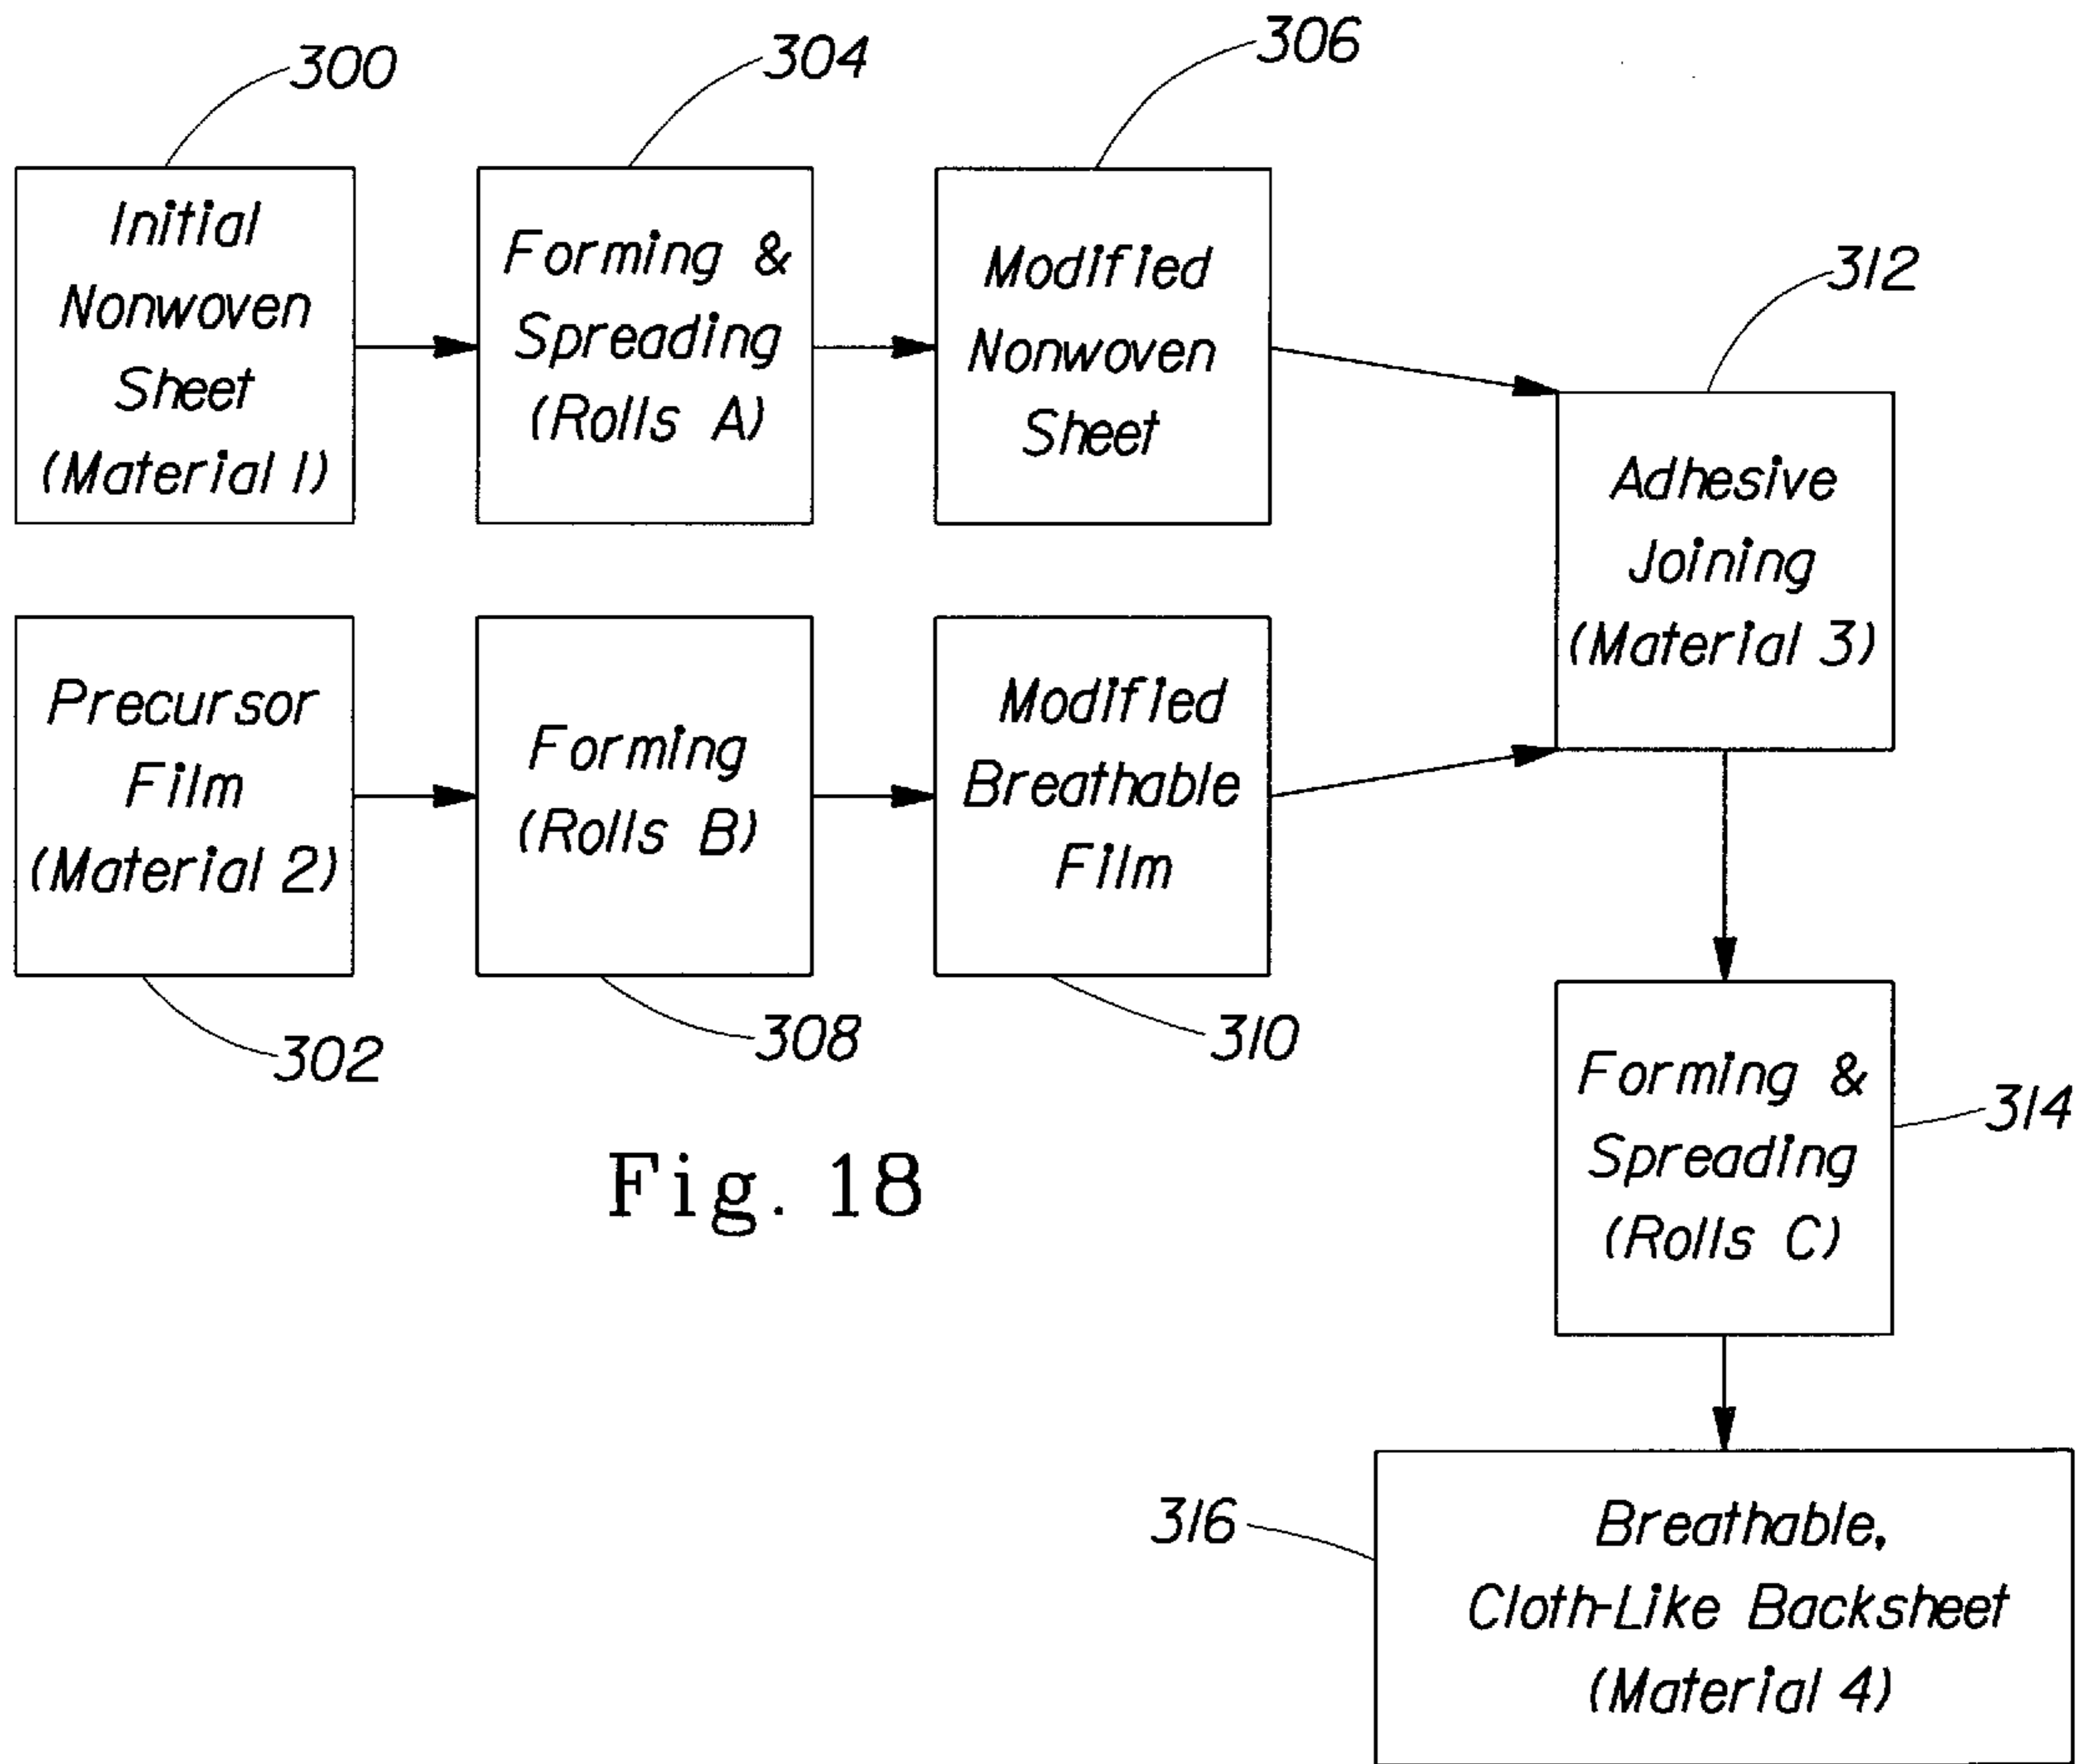 300
304
306
Initial
Nonwoven
Sheet
(Material 1)
Forming &
Spreading
(Rolls A)
Modified
Nonwoven
Sheet
312
Adhesive
Joining
(Material 3)
Precursor
Film
(Material 2)
Forming
(Rolls B)
Modified
Breathable
Film
302
308
310
Forming &
Spreading
(Rolls C)
314
Fig. 18
316
Breathable,
Cloth-Like Backsheet
(Material 4)